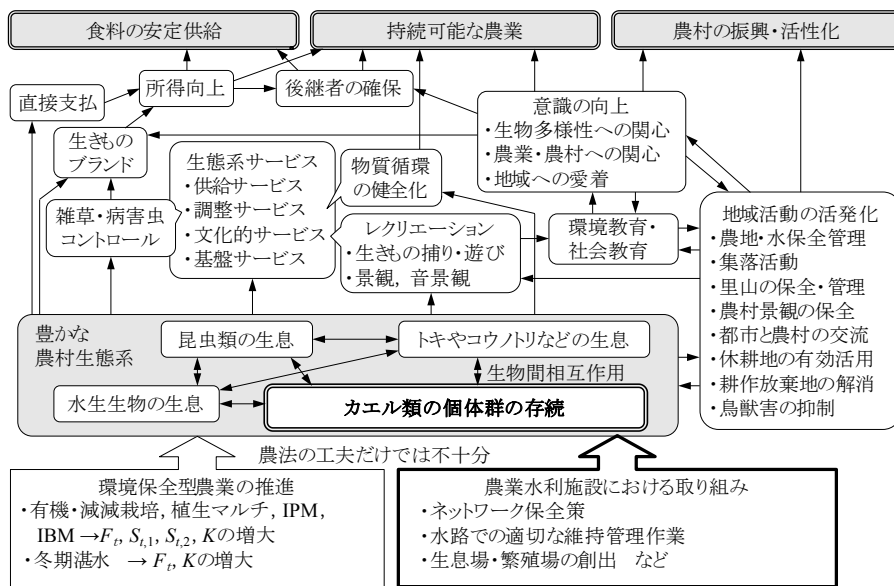 食料の安定供給
持続可能な農業
農村の振興・活性化
直接支払
所得向上
後継者の確保
意識の向上
・生物多様性への関心
・農業・農村への関心
・地域への愛着
生きもの
ブランド
生態系サービス
・供給サービス
・調整サービス
・文化的サービス
・基盤サービス
物質循環
の健全化
雑草・病害虫
コントロール
レクリエーション
・生きもの捕り・遊び
・景観, 音景観
環境教育・
社会教育
地域活動の活発化
・農地・水保全管理
・集落活動
・里山の保全・管理
・農村景観の保全
・都市と農村の交流
・休耕地の有効活用
・耕作放棄地の解消
・鳥獣害の抑制
豊かな
農村生態系
昆虫類の生息
トキやコウノトリなどの生息
生物間相互作用
水生生物の生息
カエル類の個体群の存続
農法の工夫だけでは不十分
環境保全型農業の推進
・有機・減減栽培, 植生マルチ, IPM,
IBM →Ft, St,1, St,2, Kの増大
・冬期湛水 → Ft, Kの増大
農業水利施設における取り組み
・ネットワーク保全策
・水路での適切な維持管理作業
・生息場・繁殖場の創出 など